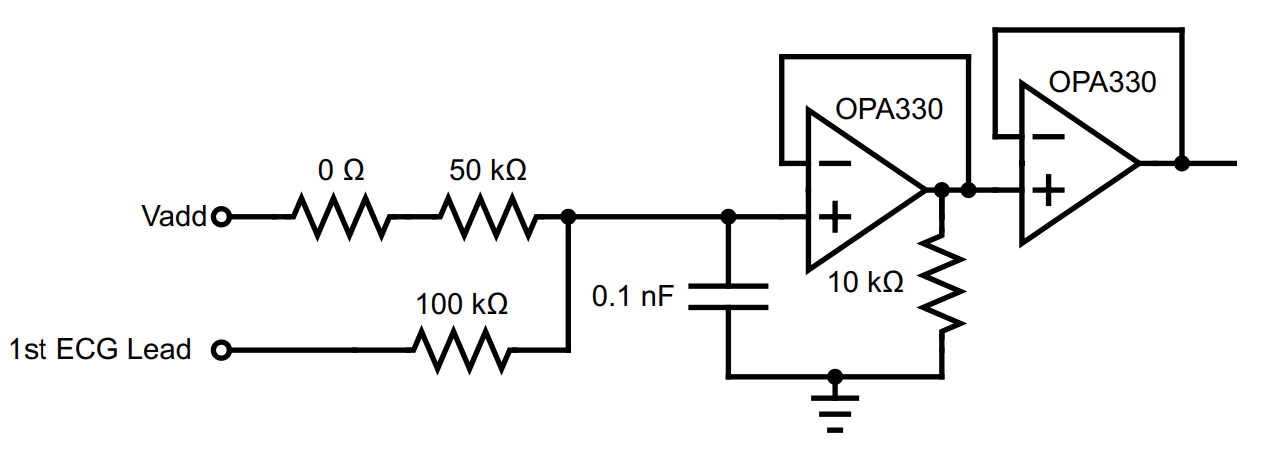 OPA330
OPA330
0 Ω
50 kΩ
Vadd
−
+
−
+
0.1 nF
10 kΩ
100 kΩ
1st ECG Lead